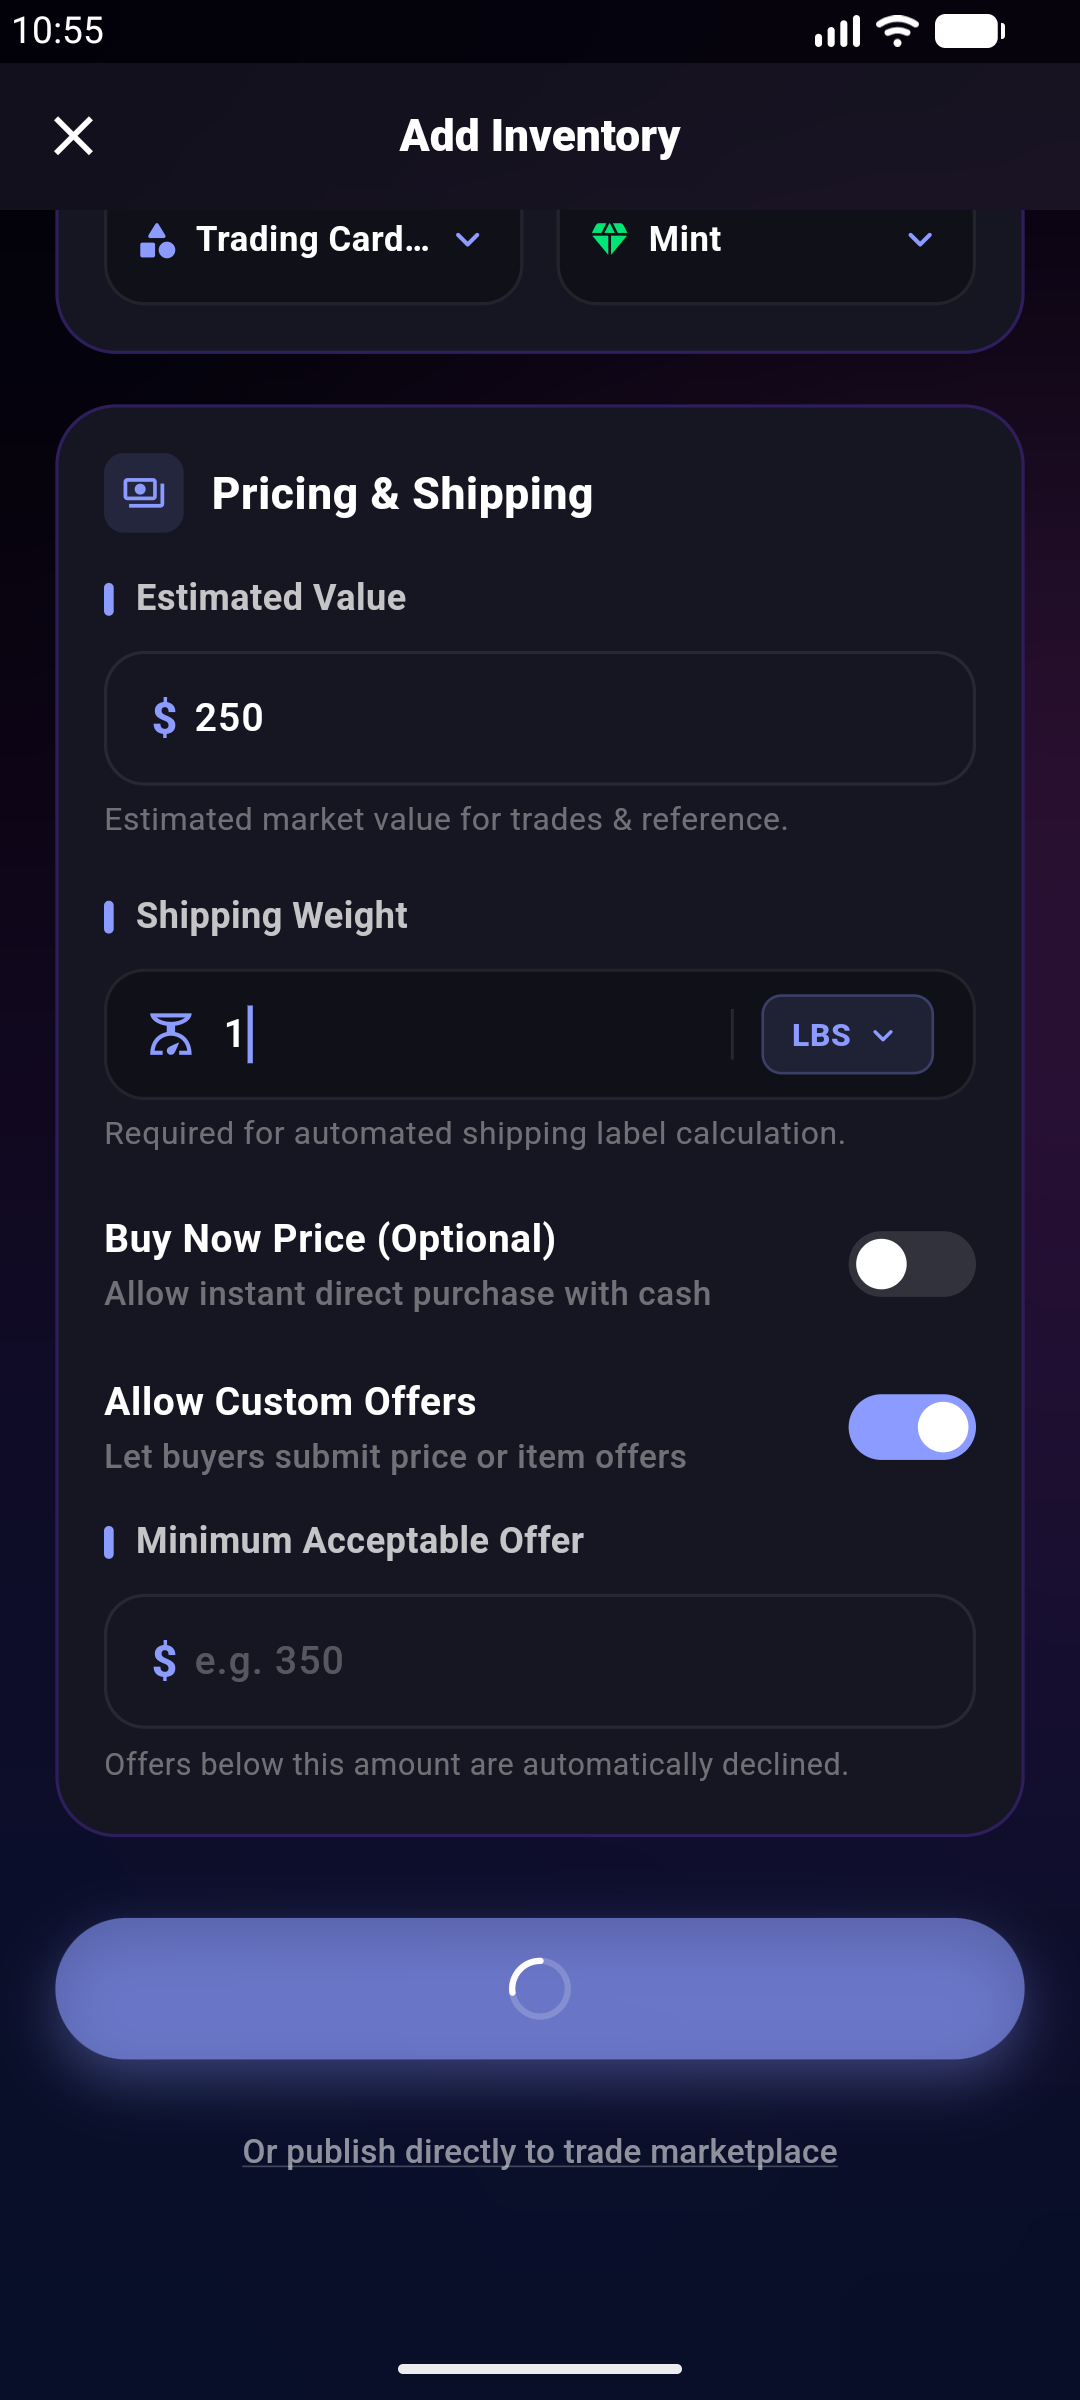 10:55
Add Inventory
Trading Card...
Mint
Pricing & Shipping
Estimated Value
$ 250
Estimated market value for trades & reference.
Shipping Weight
1
LBS
Required for automated shipping label calculation.
Buy Now Price (Optional)
Allow instant direct purchase with cash
Allow Custom Offers
Let buyers submit price or item offers
Minimum Acceptable Offer
$ e.g. 350
Offers below this amount are automatically declined.
Or publish directly to trade marketplace